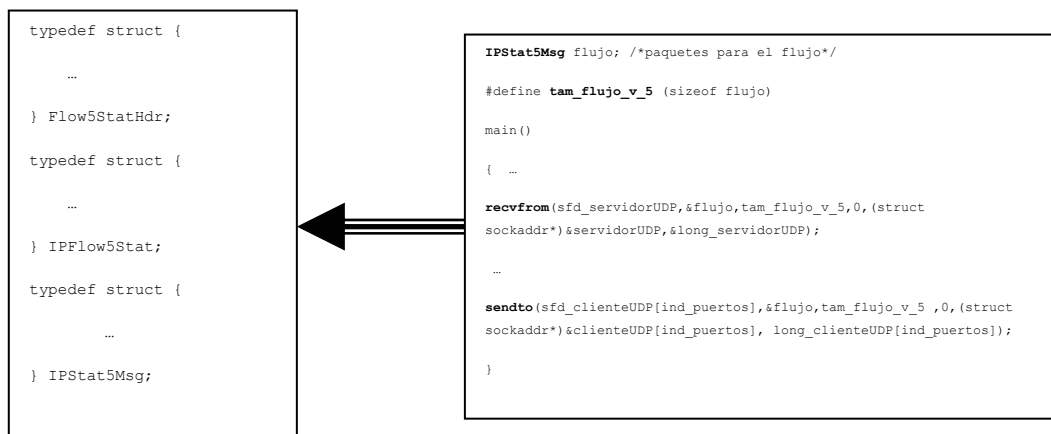 typedef struct {
…
} Flow5StatHdr;
typedef struct {
…
} IPFlow5Stat;
typedef struct {
…
} IPStat5Msg;
IPStat5Msg flujo; /*paquetes para el flujo*/
#define tam_flujo_v_5 (sizeof flujo)
main()
{ …
recvfrom(sfd_servidorUDP,&flujo,tam_flujo_v_5,0,(struct
sockaddr*)&servidorUDP,&long_servidorUDP);
…
sendto(sfd_clienteUDP[ind_puertos],&flujo,tam_flujo_v_5 ,0,(struct
sockaddr*)&clienteUDP[ind_puertos], long_clienteUDP[ind_puertos]);
}